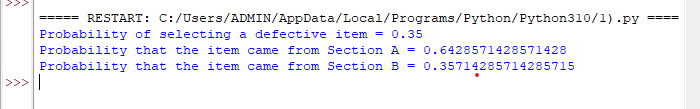 >>>
===== RESTART: C:/Users/ADMIN/AppData/Local/Programs/Python/Python310/1).py ====
Probability of selecting a defective item = 0.35
Probability that the item came from Section A = 0.6428571428571428
Probability that the item came from Section B = 0.35714285714285715
>>>